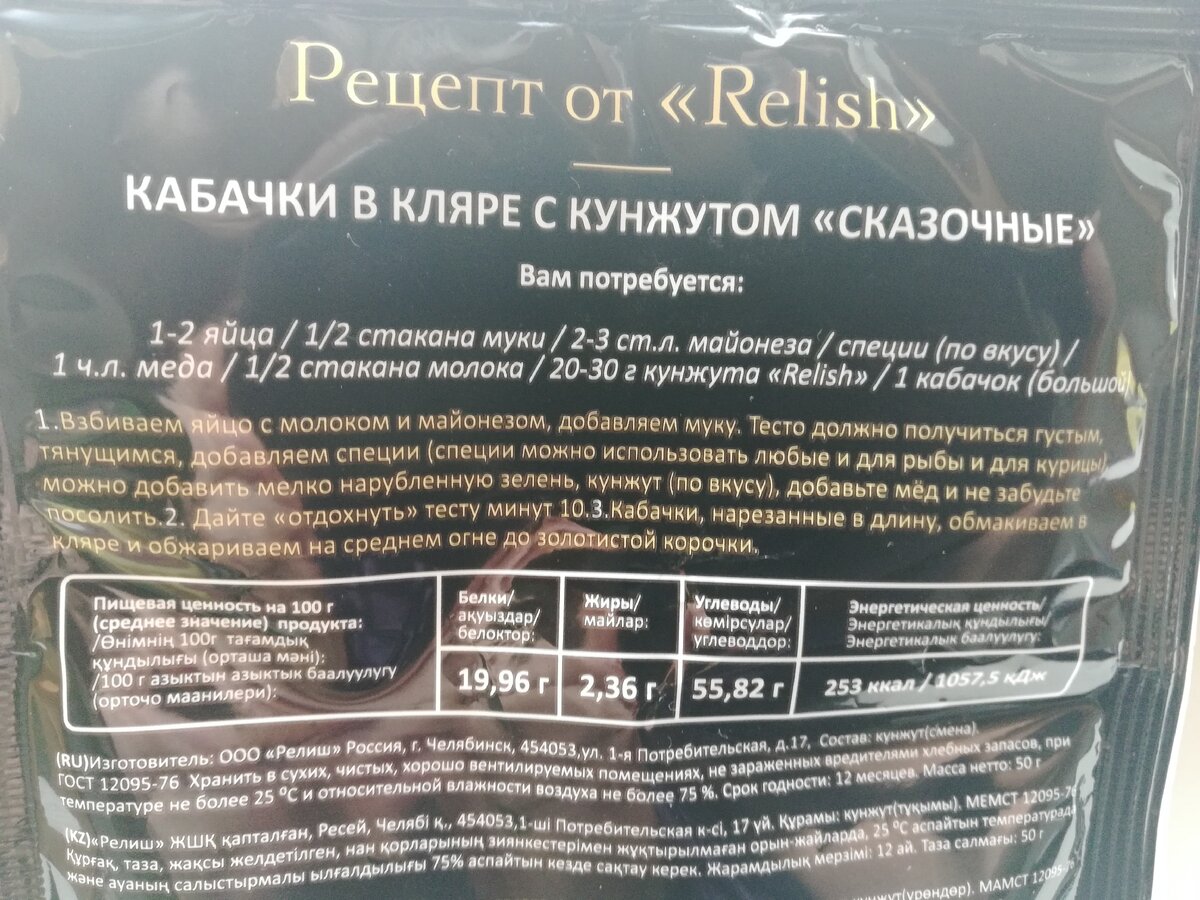 Рецепт от «Relish»
КАБАЧКИ В КЛЯРЕ С КУНЖУТОМ «СКАЗОЧНЫЕ»
Вам потребуется:
1-2 яйца / 1/2 стакана муки / 2-3 ст.л. майонеза / специи (по вкусу) /
1 ч.л. меда / 1/2 стакана молока / 20-30 г кунжута «Relish» / 1 кабачок (большой)
1.Взбиваем яйцо с молоком и майонезом, добавляем муку. Тесто должно получиться густым,
тянущимся, добавляем специи (специи можно использовать любые и для рыбы и для курицы)
можно добавить мелко нарубленную зелень, кунжут (по вкусу), добавьте мёд и не забудьте
посолить.2. Дайте «отдохнуть» тесту минут 10.3.Кабачки, нарезанные в длину, обмакиваем в
кляре и обжариваем на среднем огне до золотистой корочки.
Пищевая ценность на 100 г
(среднее значение) продукта:
/Өнімнің 100г тағамдық
құндылығы (орташа мәні):
/100 г азыктын азыктык баалуулугу
(орточо маанилери):
Белки/
ақуыздар/
белоктор:
19,96 г
Жиры/
майлар:
2,36 г
Углеводы/
көмірсулар/
углеводдор:
55,82 г
Энергетическая ценность/
Энергетикалық құндылығы/
Энергетикалык баалуулугу:
253 ккал / 1057,5 кДж
(RU)Изготовитель: ООО «Релиш» Россия, г. Челябинск, 454053,ул. 1-я Потребительская, д.17, Состав: кунжут(смена).
ГОСТ 12095-76 Хранить в сухих, чистых, хорошо вентилируемых помещениях, не зараженных вредителями хлебных запасов, при
температуре не более 25 °С и относительной влажности воздуха не более 75 %. Срок годности: 12 месяцев. Масса нетто: 50 г
(KZ)«Релиш» ЖШҚ қапталған, Ресей, Челябі қ., 454053,1-ші Потребительская к-сі, 17 үй. Құрамы: кунжут(тұқымы). МЕМСТ 12095-76
Құрғақ, таза, жақсы желдетілген, нан қорларының зиянкестерімен жұқтырылмаған орын-жайларда, 25 °С аспайтын температурада
және ауаның салыстырмалы ылғалдылығы 75% аспайтын кезде сақтау керек. Жарамдылық мерзімі: 12 ай. Таза салмағы: 50 г
МАМСТ 12095-76